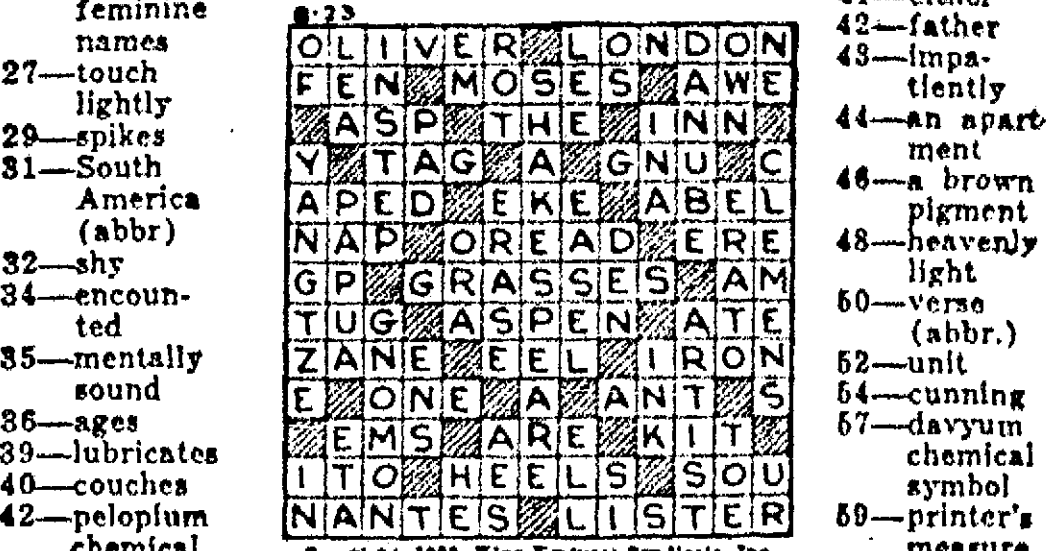 feminine
names
27—touch
lightly
29—spikes
31—South
America
(abbr)
32—shy
34—encoun-
ted
35—mentally
sound
36—ages
39—lubricates
40—couches
42—pelopium
chemical
8-23
OLIVER LONDON
FEN MOSES AWE
ASP THE INN
Y TAG A GNU C
APED EKE ABEL
NAP OREAD ERE
GP GRASSES AM
TUG ASPEN ATE
ZANE EEL IRON
E ONE A ANT S
EMS ARE KIT
ITO HEELS SOU
NANTES LISTER
42—father
43—impa-
tiently
44—an apart-
ment
46—a brown
pigment
48—heavenly
light
50—verse
(abbr.)
52—unit
54—cunning
57—davyum
chemical
symbol
59—printer's
measure